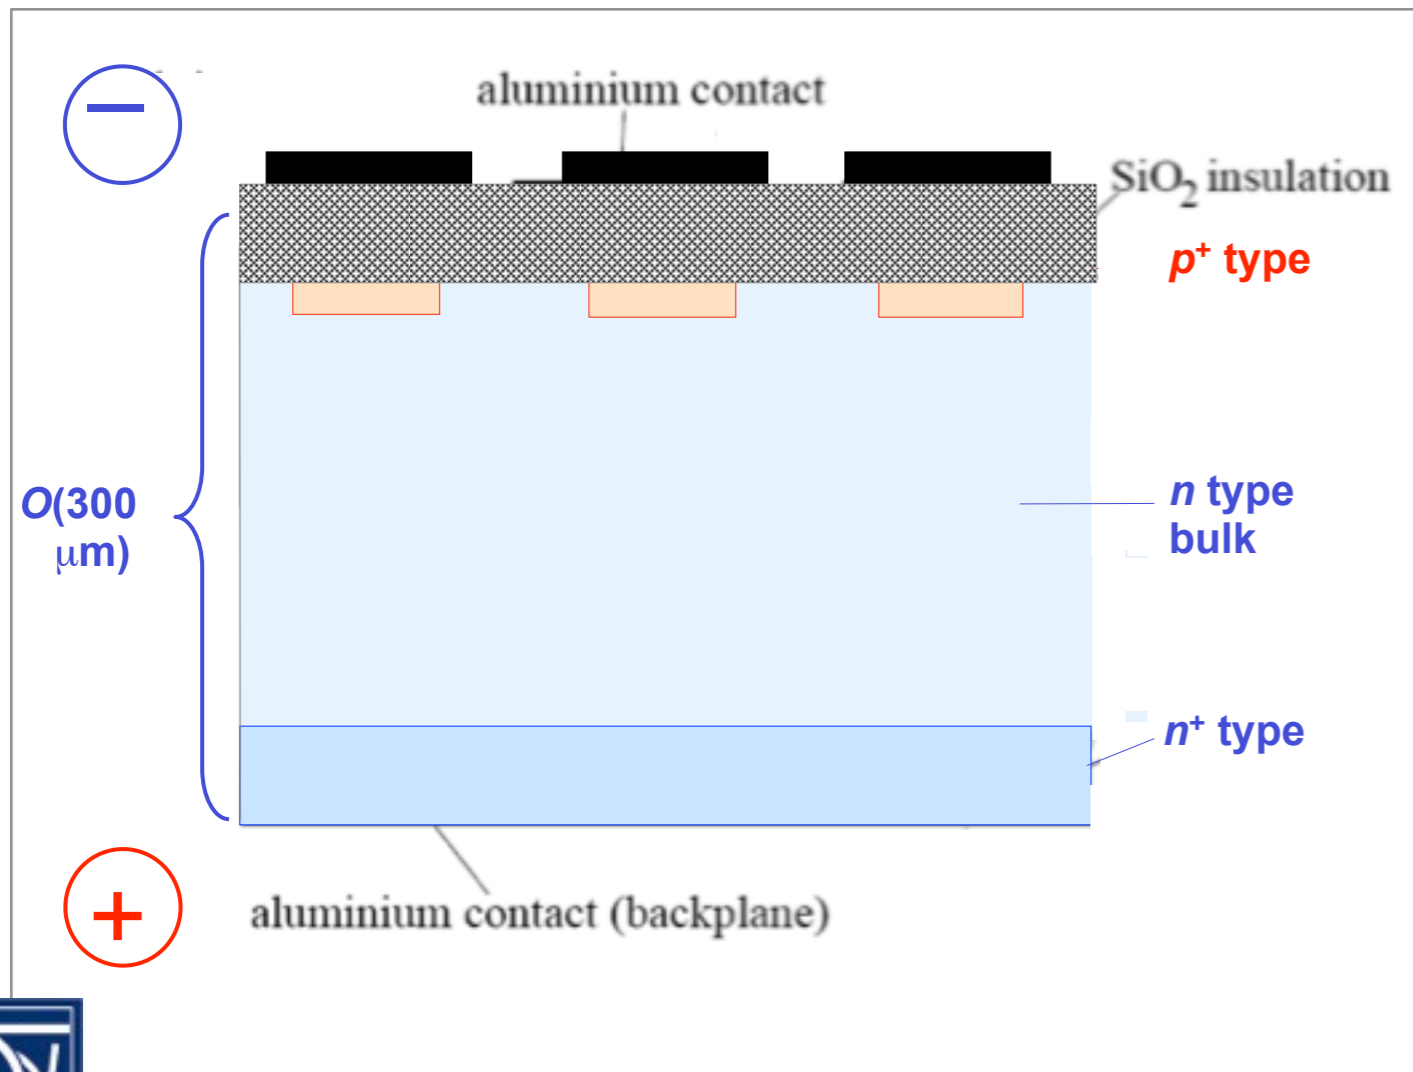 −
aluminium contact
SiO₂ insulation
p⁺ type
O(300
μm)
n type
bulk
n⁺ type
+
aluminium contact (backplane)